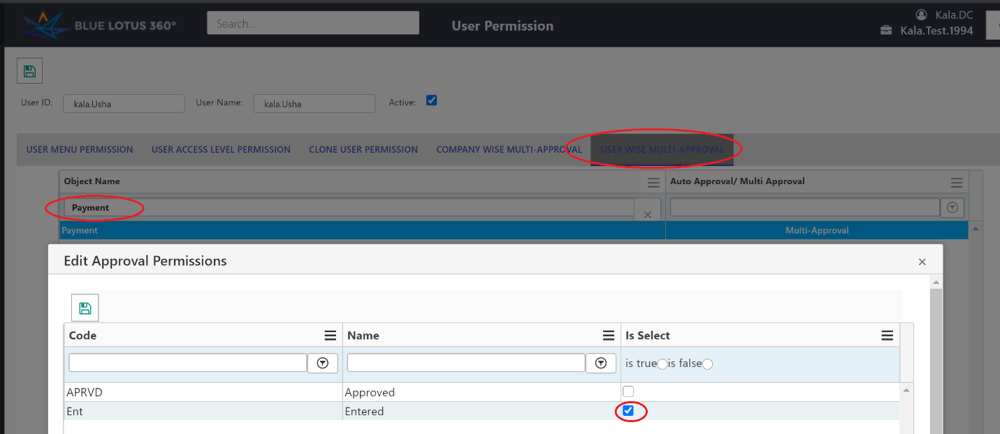 BLUE LOTUS 360°
Search...
User Permission
Kala.DC
Kala.Test.1994
User ID:
kala.Usha
User Name:
kala.Usha
Active:
USER MENU PERMISSION
USER ACCESS LEVEL PERMISSION
CLONE USER PERMISSION
COMPANY WISE MULTI-APPROVAL
USER WISE MULTI-APPROVAL
Object Name
Auto Approval/ Multi Approval
Payment
Payment
Multi-Approval
Edit Approval Permissions
Code
Name
Is Select
is true
is false
APRVD
Approved
Ent
Entered